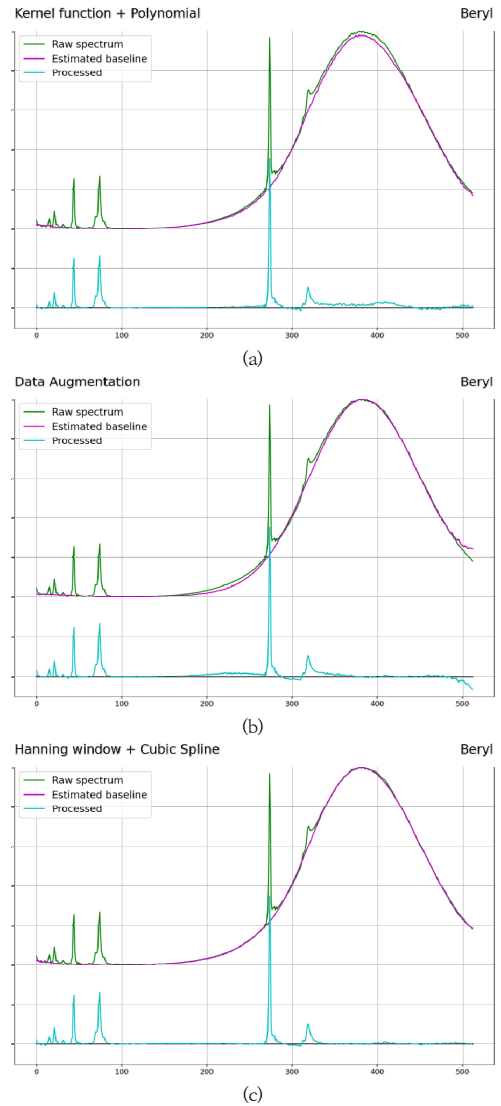 Kernel function + Polynomial Beryl
Raw spectrum
Estimated baseline
Processed
0 100 200 300 400 500
(a)
Data Augmentation Beryl
Raw spectrum
Estimated baseline
Processed
0 100 200 300 400 500
(b)
Hanning window + Cubic Spline Beryl
Raw spectrum
Estimated baseline
Processed
0 100 200 300 400 500
(c)